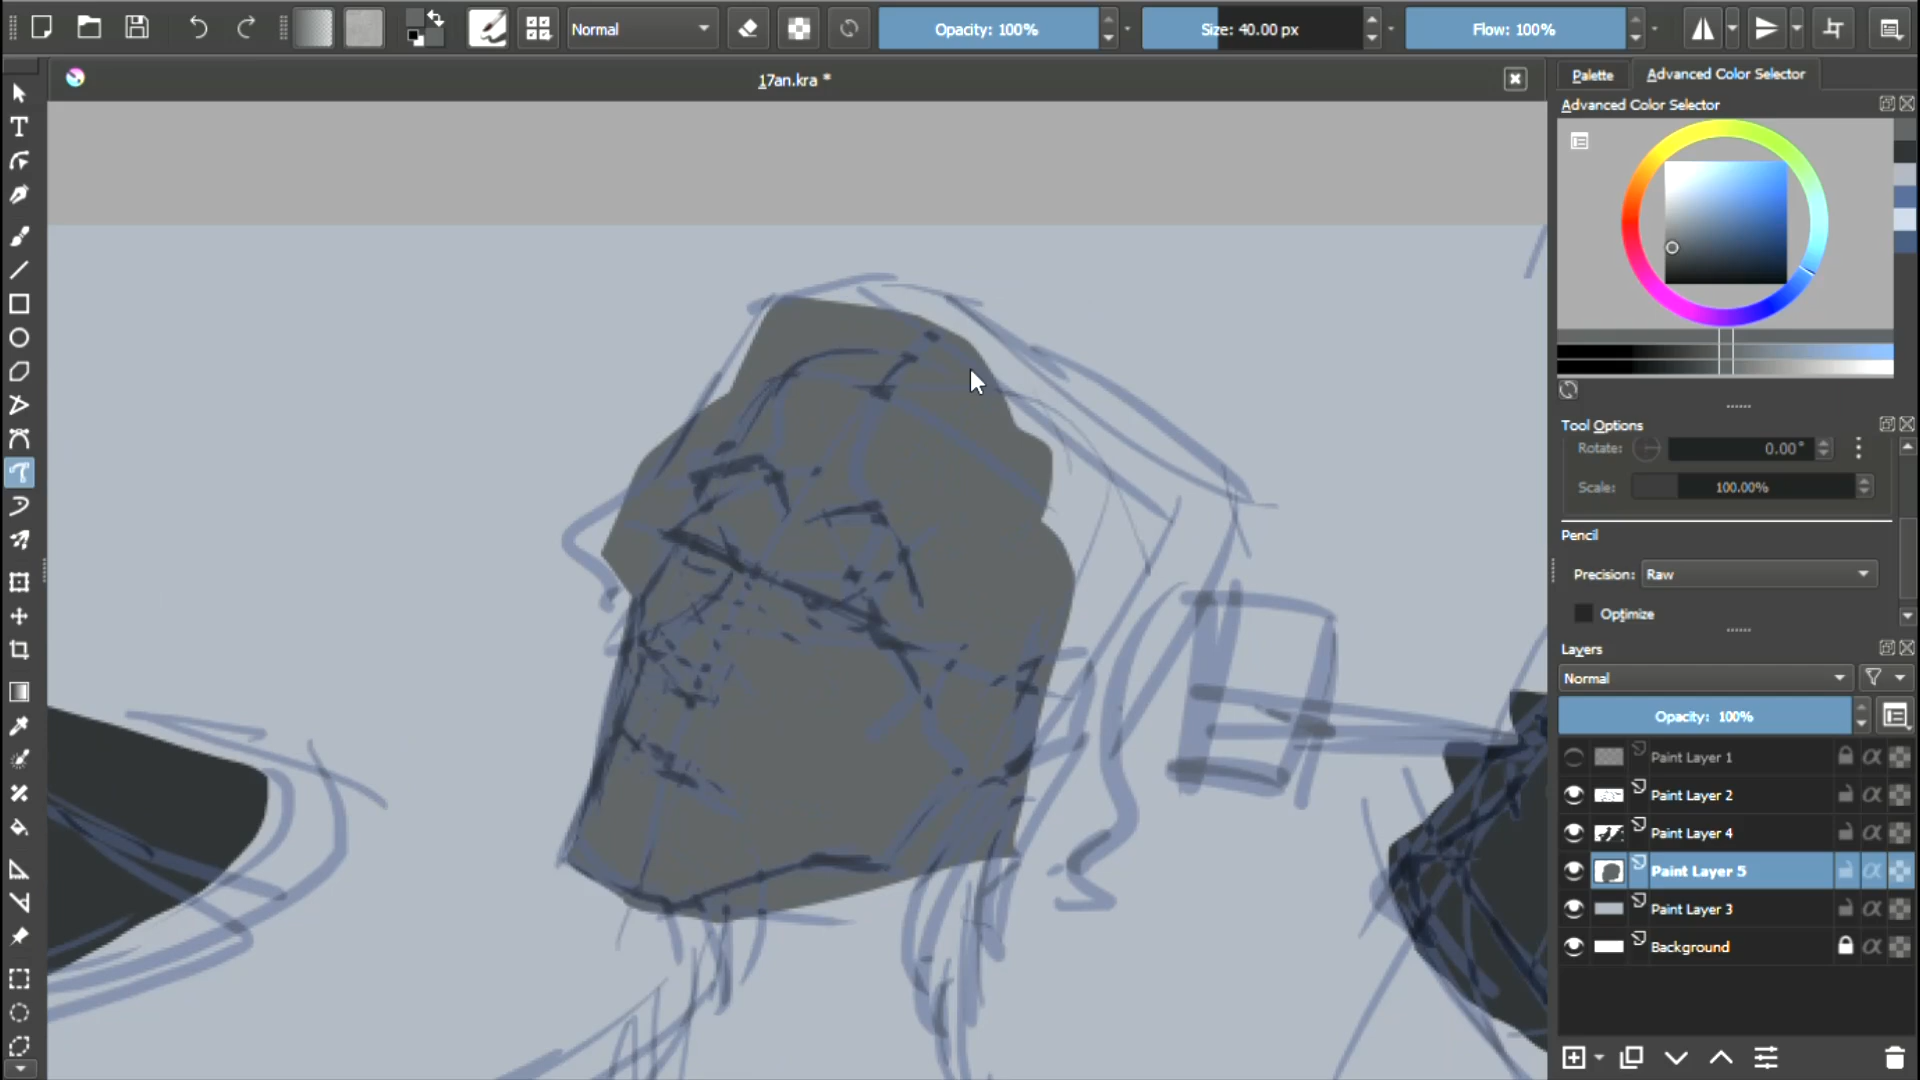 Normal
Opacity: 100%
Size: 40.00 px
Flow: 100%
17an.kra *
Palette
Advanced Color Selector
Advanced Color Selector
Tool Options
Rotate:
0.00°
Scale:
100.00%
Pencil
Precision:
Raw
Optimize
Layers
Normal
Opacity: 100%
Paint Layer 1
Paint Layer 2
Paint Layer 4
Paint Layer 5
Paint Layer 3
Background